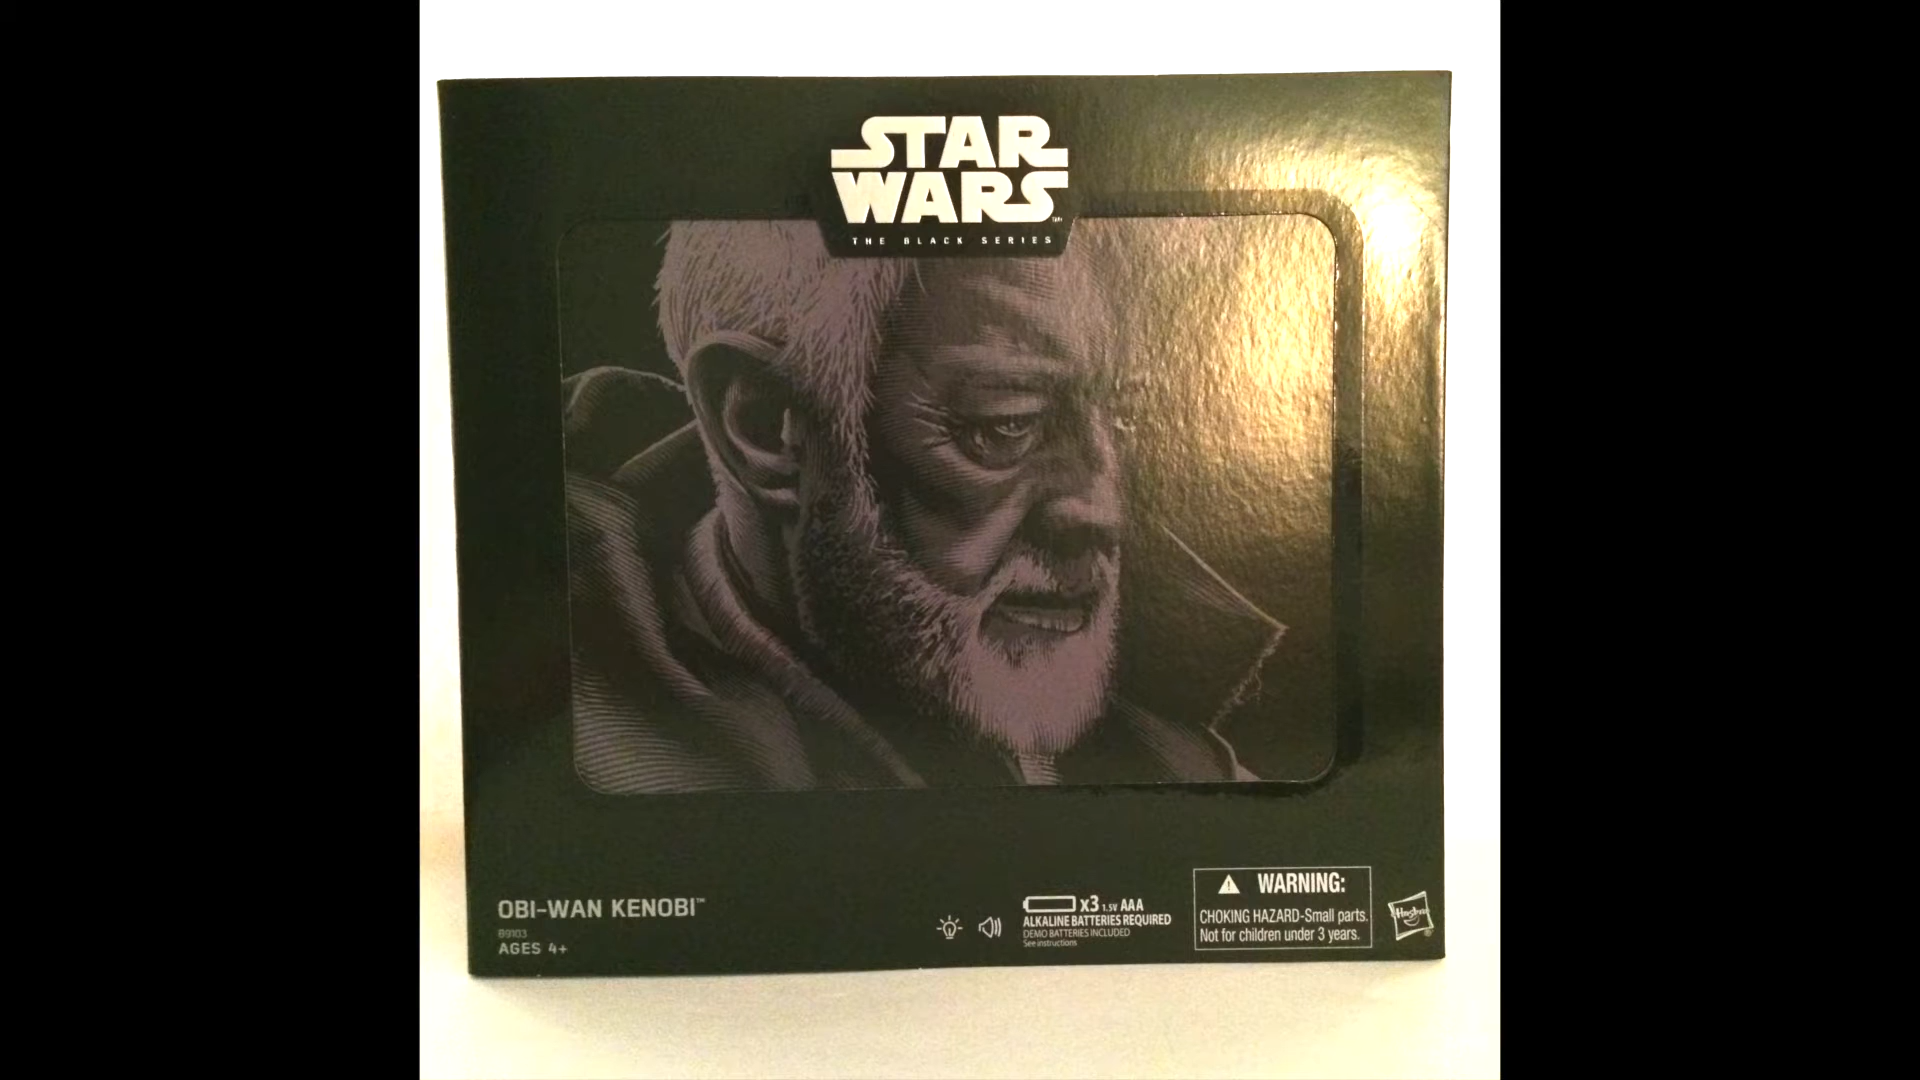 STAR
WARS
THE BLACK SERIES
OBI-WAN KENOBI™
B9103
AGES 4+
x3 1.5V AAA
ALKALINE BATTERIES REQUIRED
DEMO BATTERIES INCLUDED
See instructions
WARNING:
CHOKING HAZARD-Small parts.
Not for children under 3 years.
Hasbro